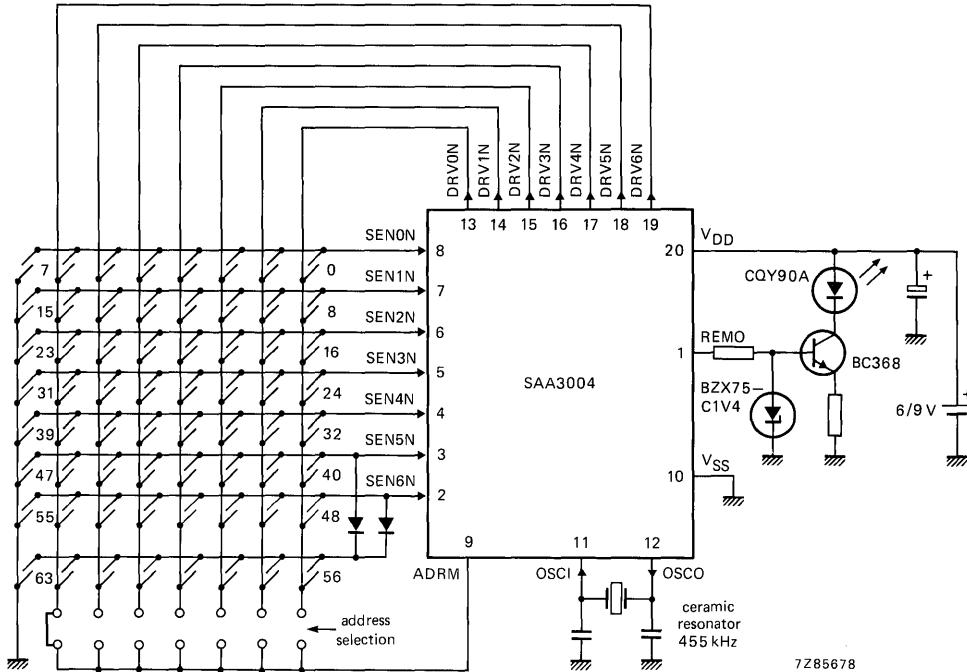 DRV0N
DRV1N
DRV2N
DRV3N
DRV4N
DRV5N
DRV6N
13 14 15 16 17 18 19
SEN0N
8
7 0
SEN1N
7
15 8
SEN2N
6
23 16
SEN3N
5
31 24
SEN4N
4
39 32
SEN5N
3
47 40
SEN6N
2
55 48
63 56
SAA3004
20
VDD
CQY90A
+
REMO
1
BC368
BZX75–
C1V4
+
6/9 V
VSS
10
9
ADRM
11 12
OSCI OSCO
ceramic
resonator
455 kHz
address
selection
7Z85678